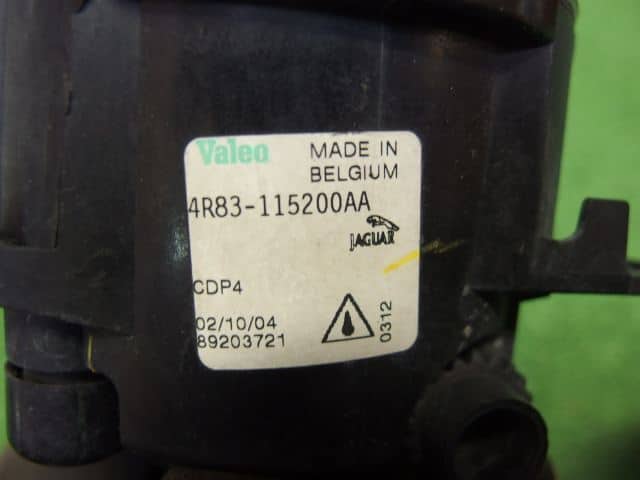 Valeo MADE IN
BELGIUM
4R83-115200AA
JAGUAR
CDP4
02/10/04
89203721
0312